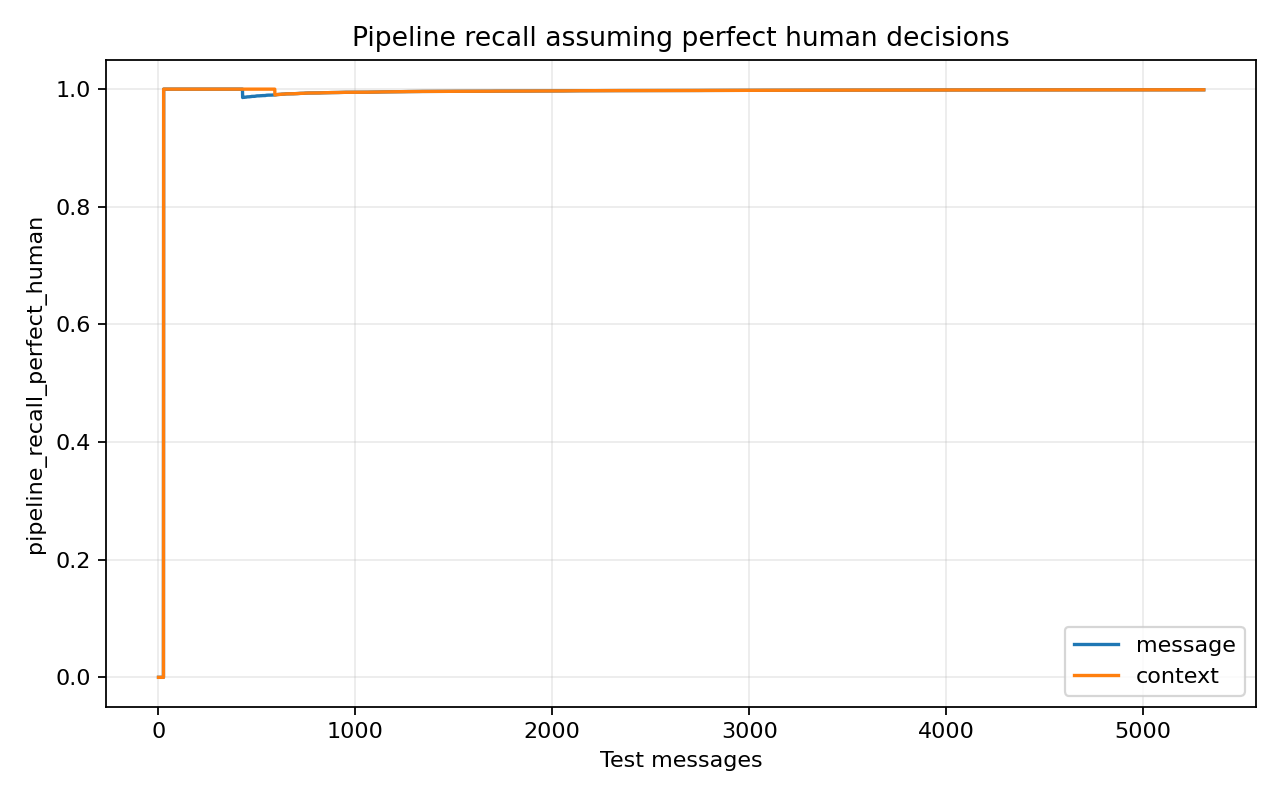 Pipeline recall assuming perfect human decisions
pipeline_recall_perfect_human
1.0
0.8
0.6
0.4
0.2
0.0
0
1000
2000
3000
4000
5000
Test messages
message
context